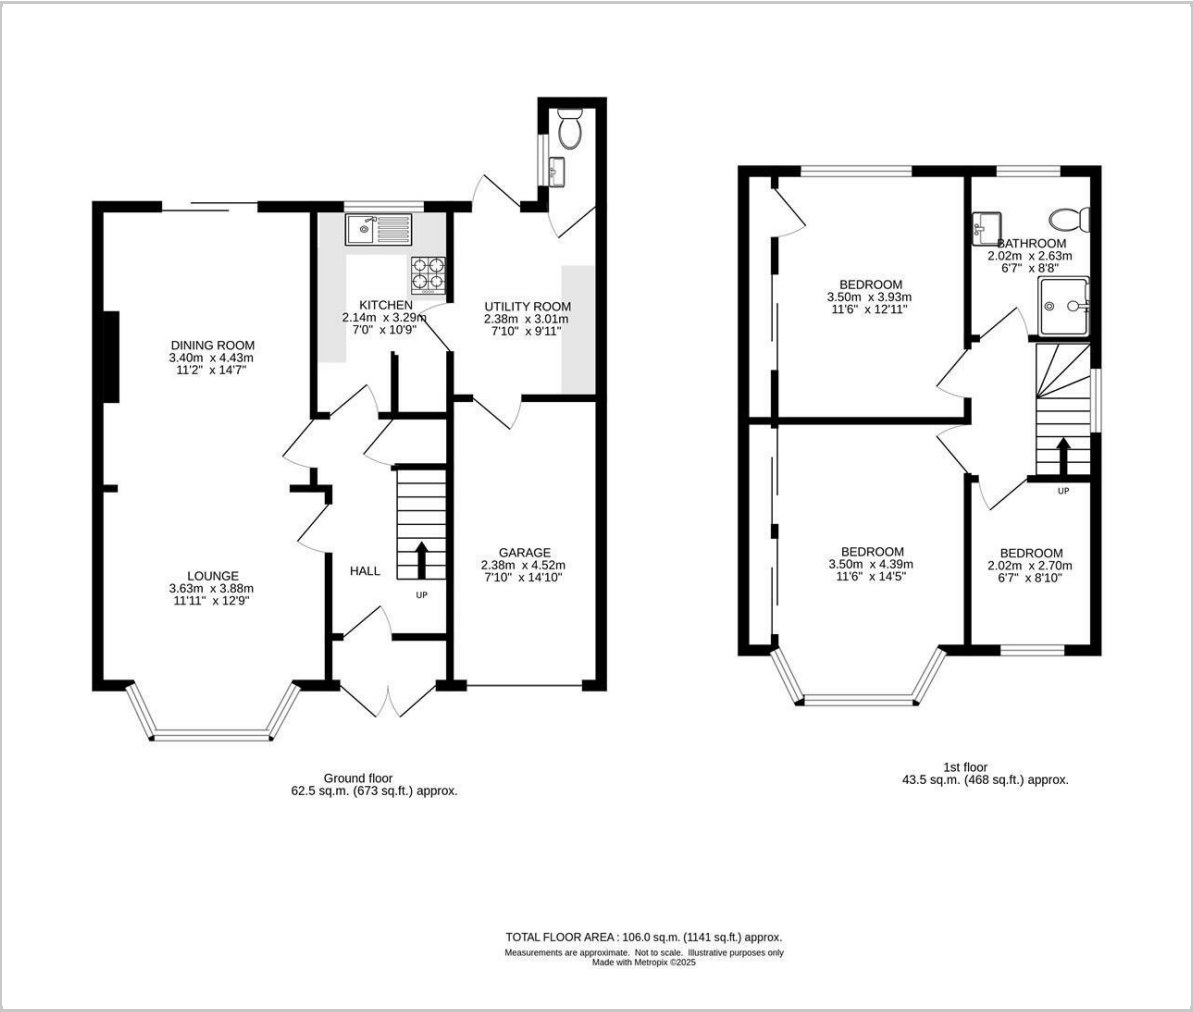 KITCHEN
2.14m x 3.29m
7'0" x 10'9"
UTILITY ROOM
2.38m x 3.01m
7'10" x 9'11"
DINING ROOM
3.40m x 4.43m
11'2" x 14'7"
LOUNGE
3.63m x 3.88m
11'11" x 12'9"
HALL
UP
GARAGE
2.38m x 4.52m
7'10" x 14'10"
Ground floor
62.5 sq.m. (673 sq.ft.) approx.
BEDROOM
3.50m x 3.93m
11'6" x 12'11"
BATHROOM
2.02m x 2.63m
6'7" x 8'8"
UP
BEDROOM
3.50m x 4.39m
11'6" x 14'5"
BEDROOM
2.02m x 2.70m
6'7" x 8'10"
1st floor
43.5 sq.m. (468 sq.ft.) approx.
TOTAL FLOOR AREA : 106.0 sq.m. (1141 sq.ft.) approx.
Measurements are approximate. Not to scale. Illustrative purposes only
Made with Metropix ©2025